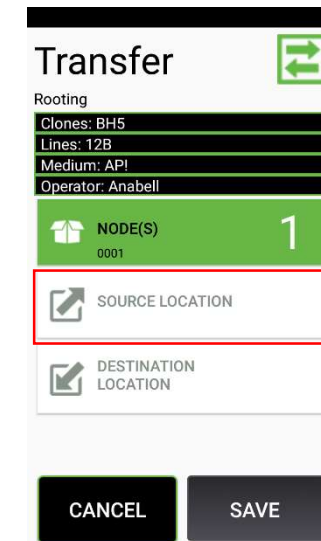 Transfer
Rooting
Clones: BH5
Lines: 12B
Medium: AP!
Operator: Anabell
NODE(S) 1
0001
SOURCE LOCATION
DESTINATION
LOCATION
CANCEL SAVE